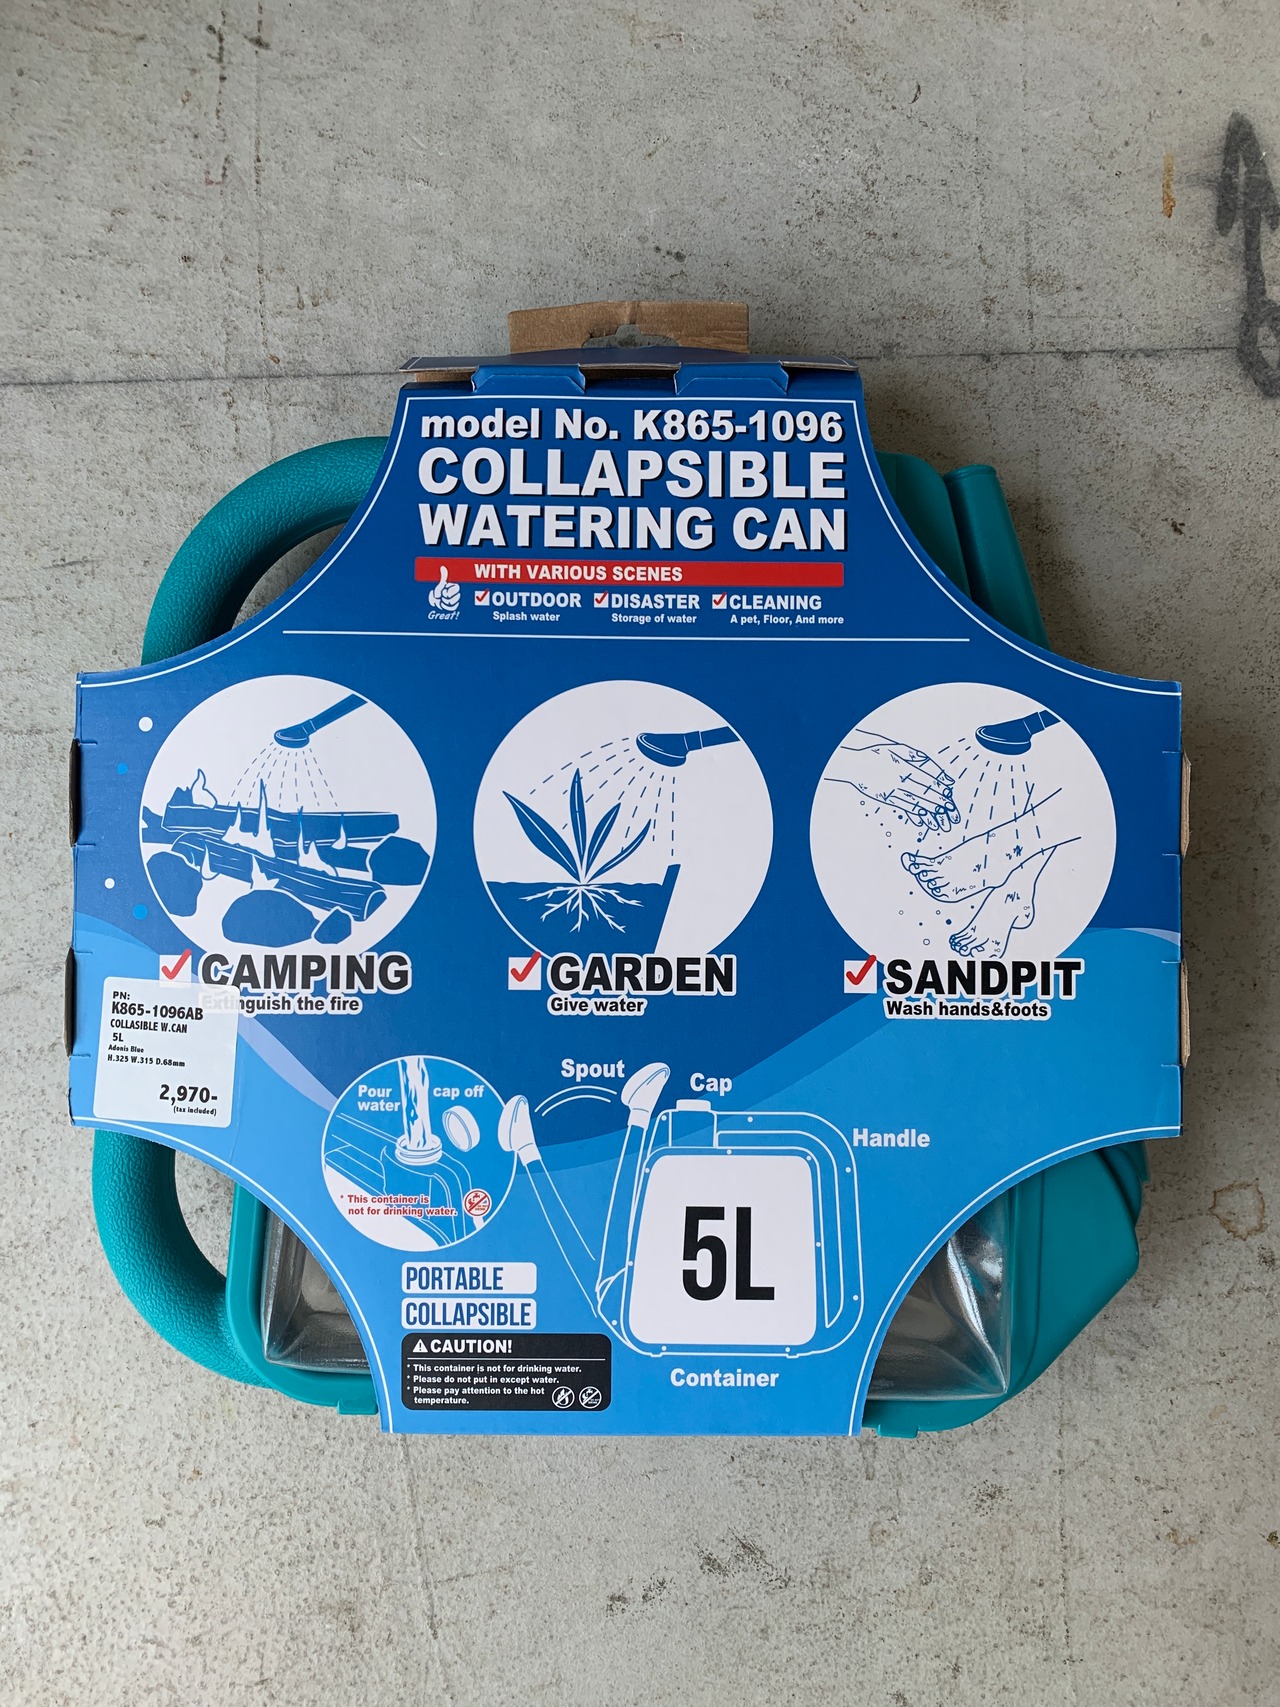 model No. K865-1096
COLLAPSIBLE
WATERING CAN
WITH VARIOUS SCENES
Great!
OUTDOOR
Splash water
DISASTER
Storage of water
CLEANING
A pet, Floor, And more
CAMPING
Extinguish the fire
GARDEN
Give water
SANDPIT
Wash hands&foots
PN:
K865-1096AB
COLLASIBLE W.CAN
5L
Adonis Blue
H.325 W.315 D.68mm
2,970-
(tax included)
Pour
water
cap off
* This container is
not for drinking water.
Spout
Cap
Handle
5L
Container
PORTABLE
COLLAPSIBLE
CAUTION!
* This container is not for drinking water.
* Please do not put in except water.
* Please pay attention to the hot
temperature.